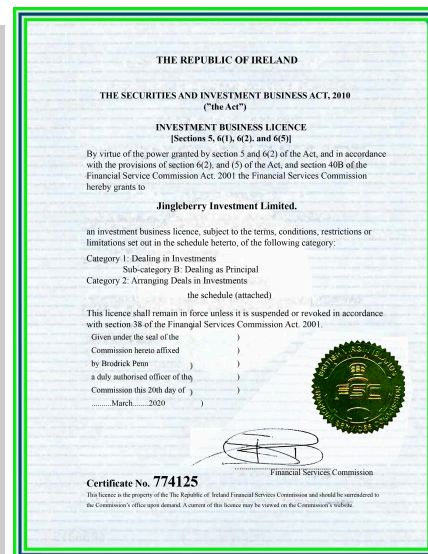 THE REPUBLIC OF IRELAND
THE SECURITIES AND INVESTMENT BUSINESS ACT, 2010
("the Act")
INVESTMENT BUSINESS LICENCE
[Sections 5, 6(1), 6(2). and 6(5)]
By virtue of the power granted by section 5 and 6(2) of the Act, and in accordance
with the provisions of section 6(2), and (5) of the Act, and section 40B of the
Financial Service Commission Act. 2001 the Financial Services Commission
hereby grants to
Jingleberry Investment Limited.
an investment business licence, subject to the terms, conditions, restrictions or
limitations set out in the schedule heterto, of the following category:
Category 1: Dealing in Investments
Sub-category B: Dealing as Principal
Category 2: Arranging Deals in Investments
the schedule (attached)
This licence shall remain in force unless it is suspended or revoked in accordance
with section 38 of the Finanqial Services Commission Act. 2001.
Given under the seal of the )
Commission hereto affixed )
by Brodrick Penn ) )
a duly authorised officer of the) )
Commission this 20th day of ) )
..........March........2020 )
BRITISH VIRGIN
FSC
Financial Services Commission
Certificate No. 774125
This licence is the property of the The Republic of Ireland Financial Services Commission and should be surrendered to
the Commission's office upon demand. A current of this licence may be viewed on the Commission's website.